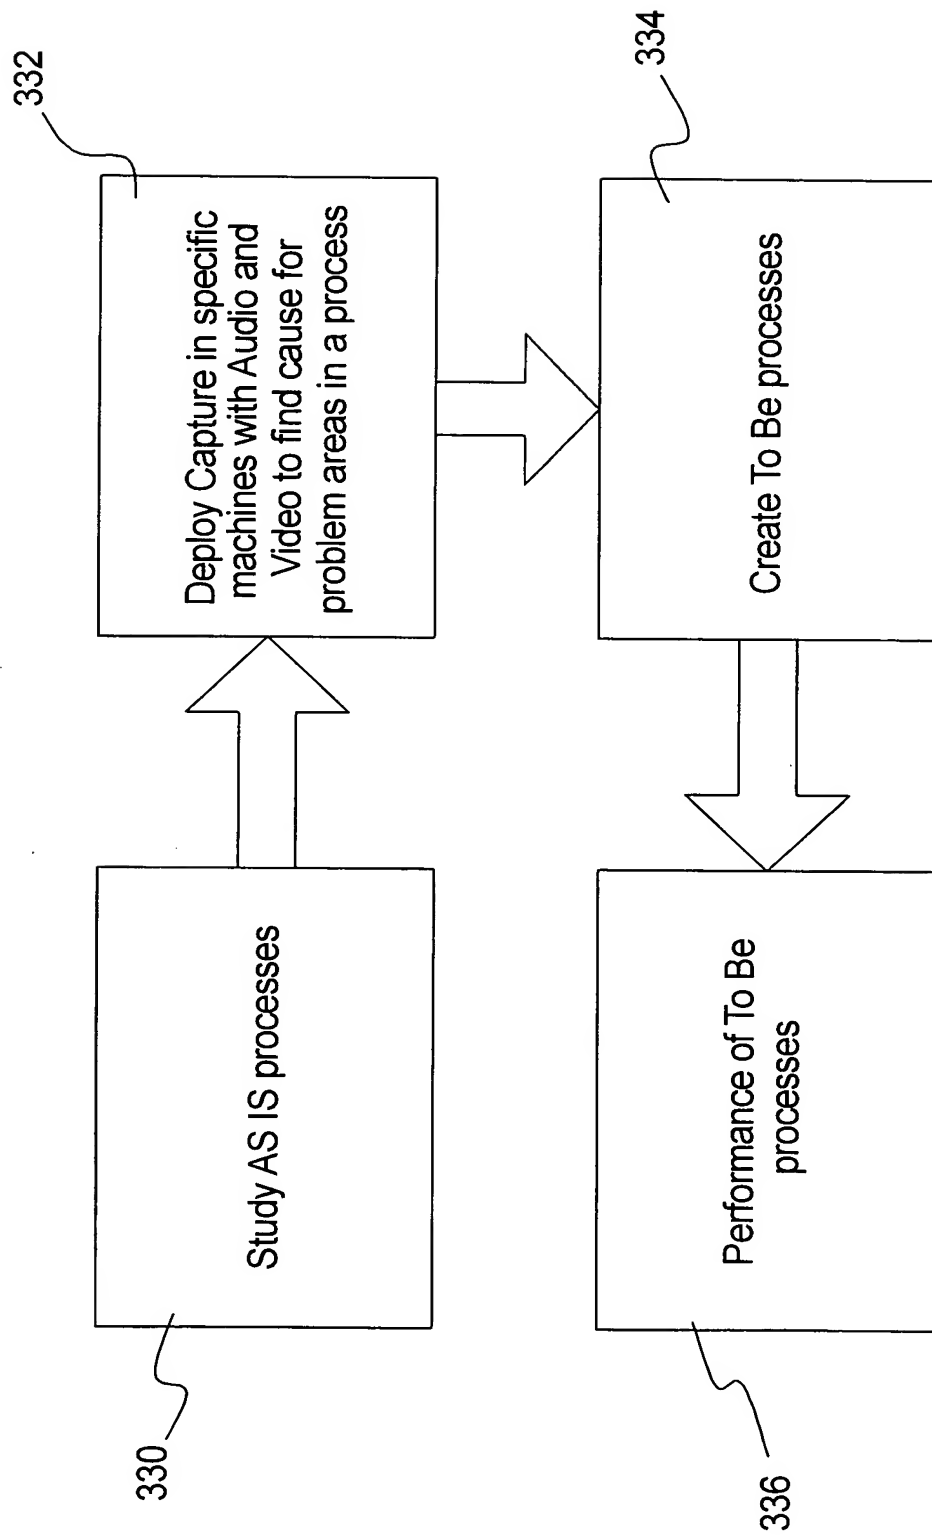 330
Study AS IS processes
332
Deploy Capture in specific
machines with Audio and
Video to find cause for
problem areas in a process
334
Create To Be processes
336
Performance of To Be
processes